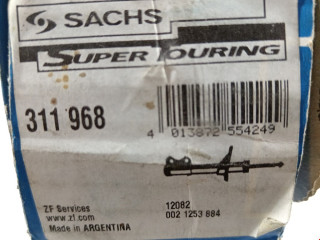 SACHS
SUPER TOURING
311 968
4 013872 554249
ZF Services
www.zf.com
Made in ARGENTINA
12082
002 1253 884